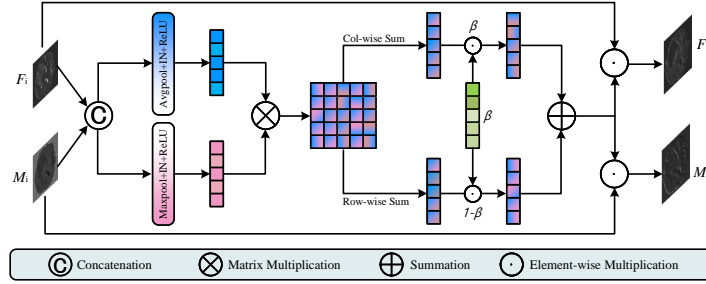 Fi
Mi
C
Avgpool+IN+ReLU
Maxpool+IN+ReLU
Col-wise Sum
Row-wise Sum
β
β
1-β
F
M
C Concatenation
Matrix Multiplication
Summation
Element-wise Multiplication